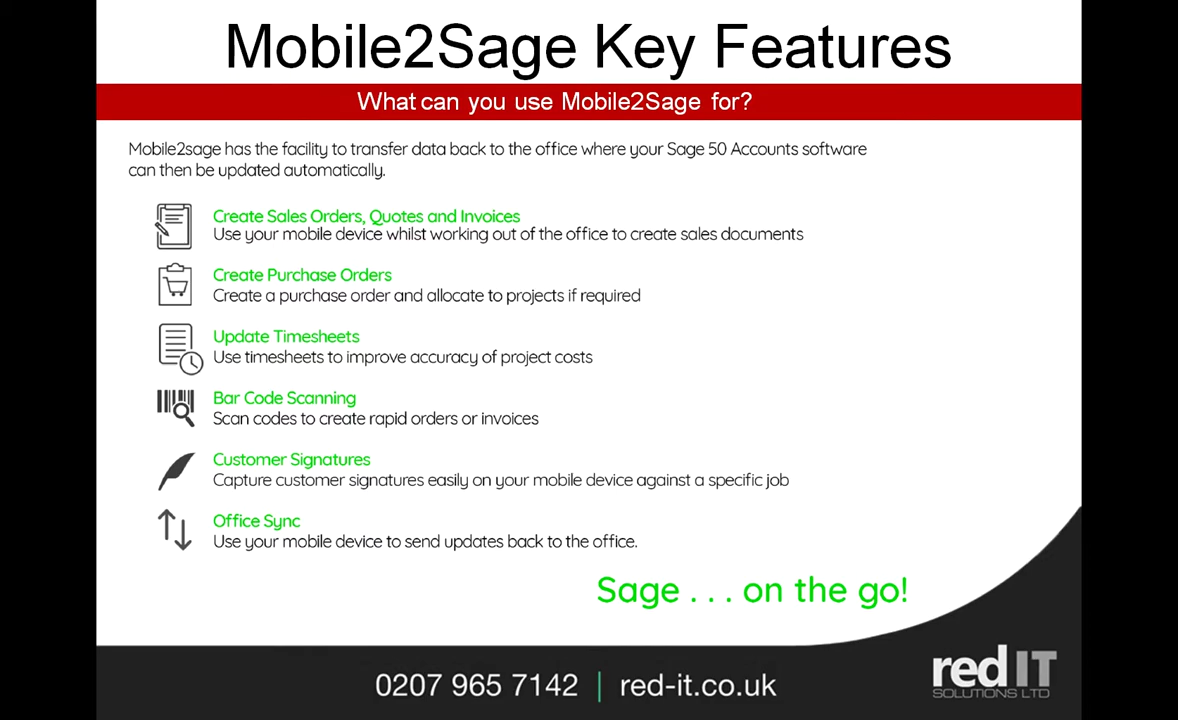 Mobile2Sage Key Features
What can you use Mobile2Sage for?
Mobile2sage has the facility to transfer data back to the office where your Sage 50 Accounts software
can then be updated automatically.
Create Sales Orders, Quotes and Invoices
Use your mobile device whilst working out of the office to create sales documents
Create Purchase Orders
Create a purchase order and allocate to projects if required
Update Timesheets
Use timesheets to improve accuracy of project costs
Bar Code Scanning
Scan codes to create rapid orders or invoices
Customer Signatures
Capture customer signatures easily on your mobile device against a specific job
Office Sync
Use your mobile device to send updates back to the office.
Sage . . . on the go!
0207 965 7142 | red-it.co.uk
red IT
SOLUTIONS LTD